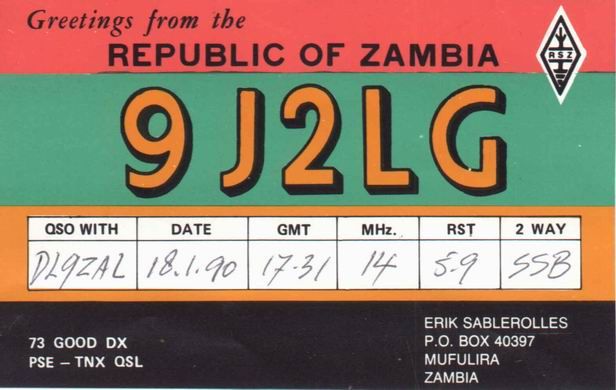 Greetings from the
REPUBLIC OF ZAMBIA
RSZ
9J2LG
QSO WITH DATE GMT MHz. RST 2 WAY
DL9ZAL 18.1.90 17-31 14 5-9 SSB
73 GOOD DX
PSE – TNX QSL
ERIK SABLEROLLES
P.O. BOX 40397
MUFULIRA
ZAMBIA